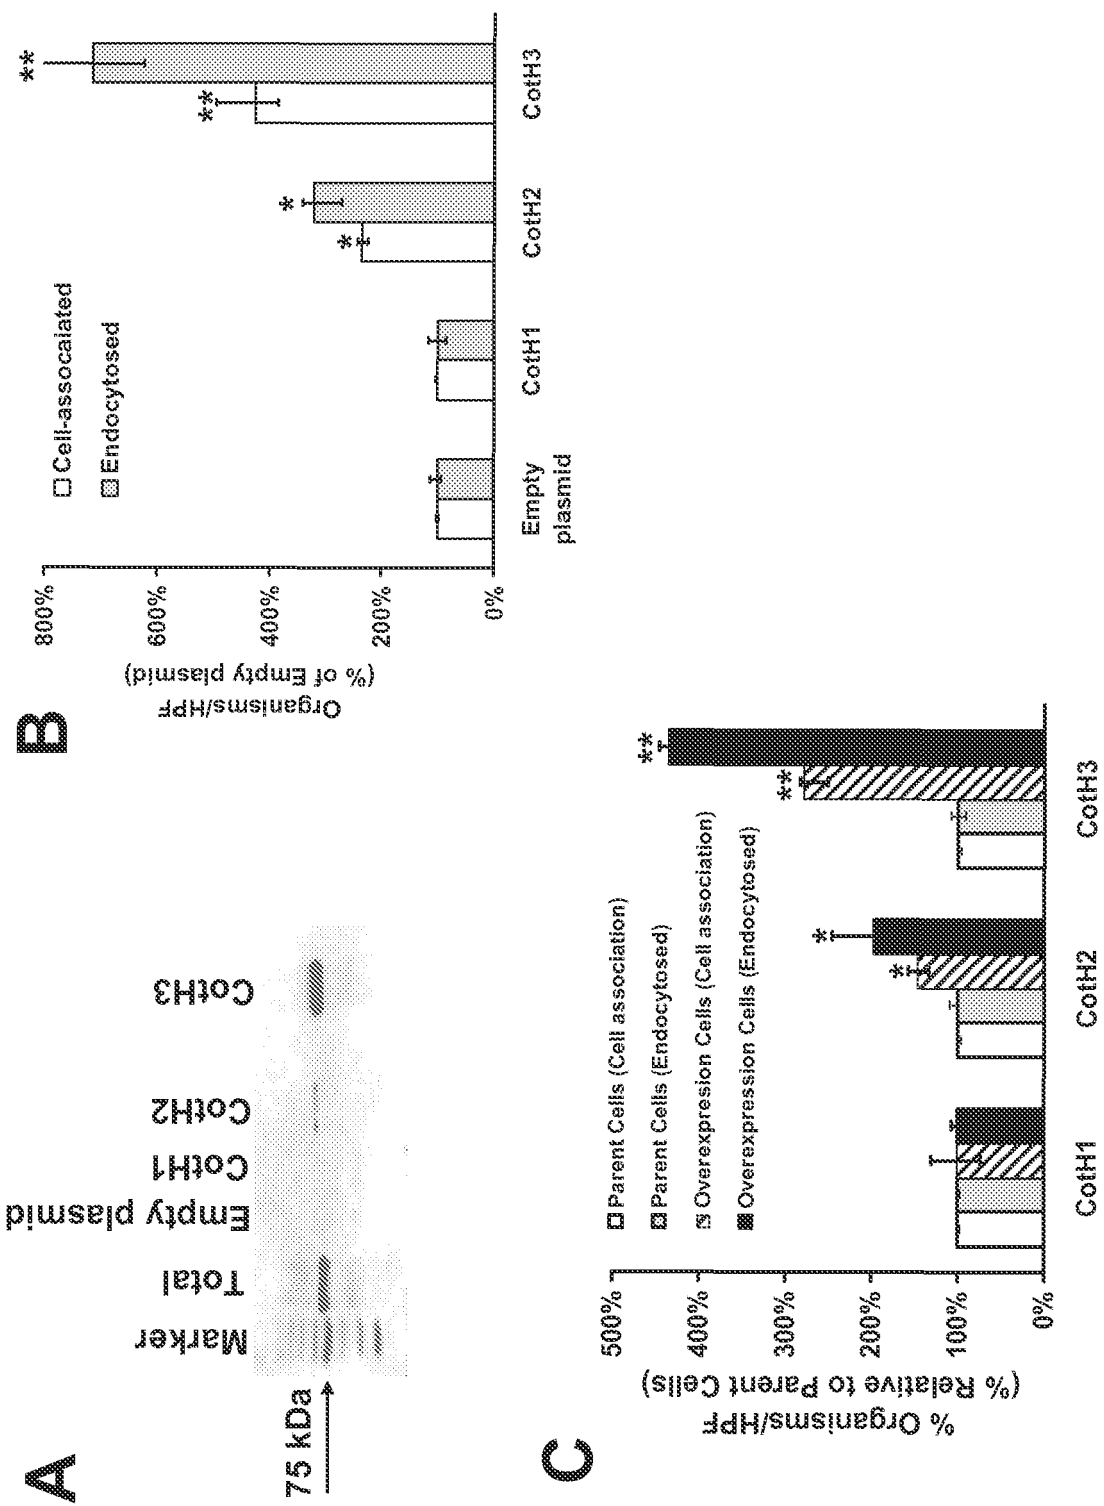 A
75 kDa
Marker
Total
Empty plasmid
CotH1
CotH2
CotH3
B
Organisms/HPF
(% of Empty plasmid)
800%
600%
400%
200%
0%
Cell-assocaiated
Endocytosed
*
*
**
**
Empty
plasmid
CotH1
CotH2
CotH3
C
% Organisms/HPF
(% Relative to Parent Cells)
500%
400%
300%
200%
100%
0%
Parent Cells (Cell association)
Parent Cells (Endocytosed)
Overexpression Cells (Cell association)
Overexpression Cells (Endocytosed)
*
*
**
**
CotH1
CotH2
CotH3